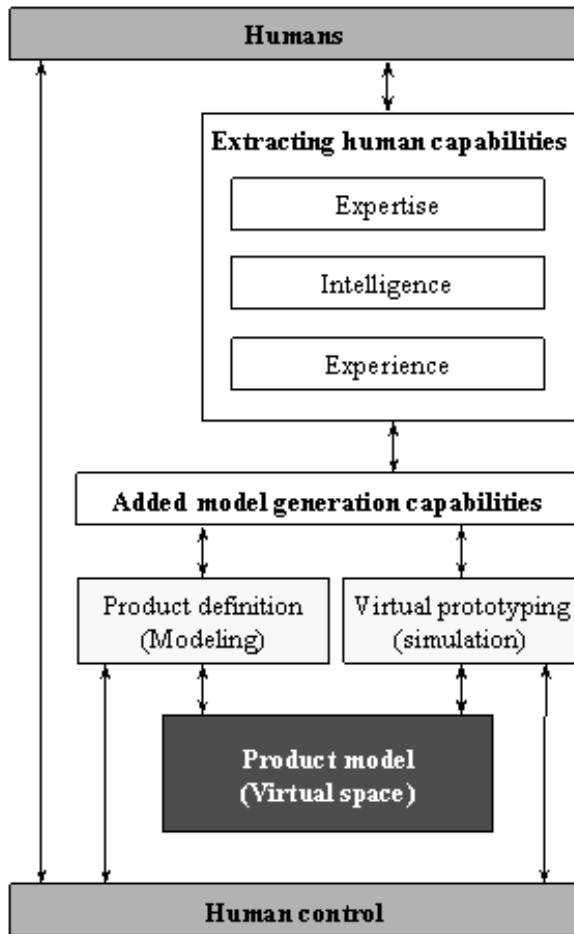 Humans
Extracting human capabilities
Expertise
Intelligence
Experience
Added model generation capabilities
Product definition
(Modeling)
Virtual prototyping
(simulation)
Product model
(Virtual space)
Human control